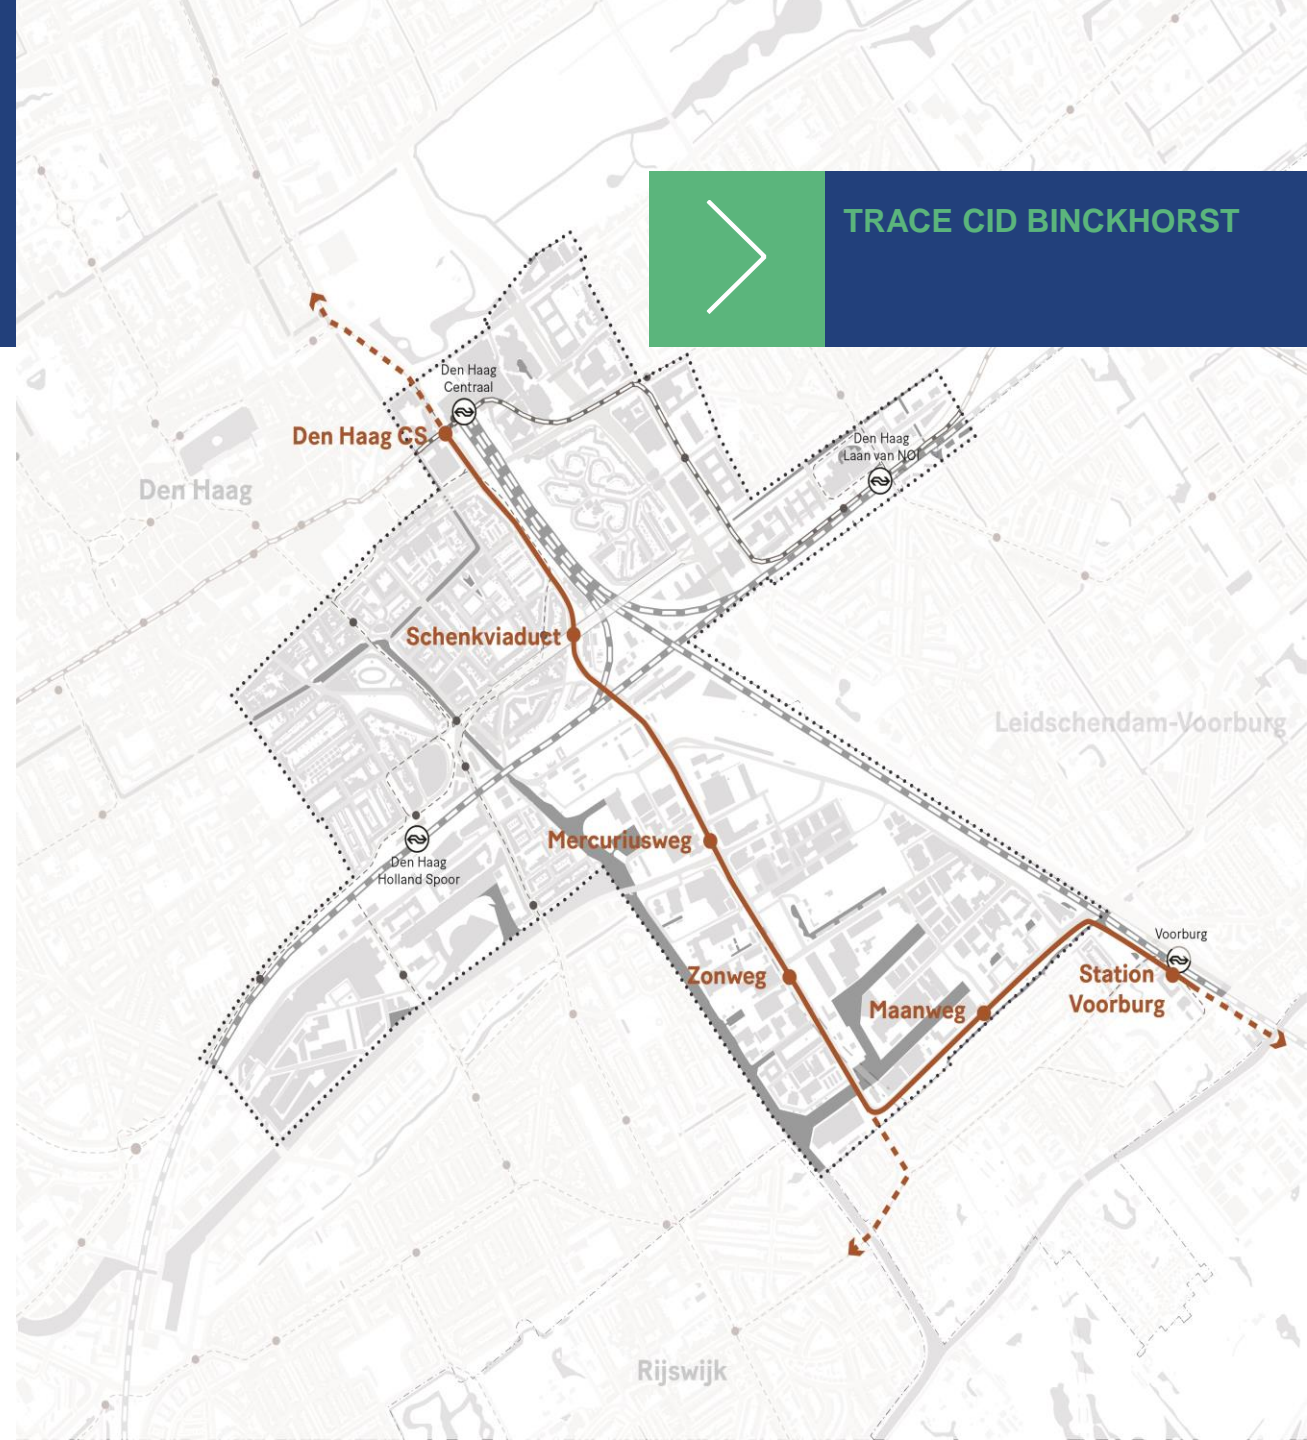 TRACE CID BINCKHORST
Den Haag
Centraal
Den Haag CS
Den Haag
Laan van NOI
Den Haag
Schenkviaduct
Leidschendam-Voorburg
Mercuriusweg
Den Haag
Holland Spoor
Voorburg
Zonweg
Station
Voorburg
Maanweg
Rijswijk